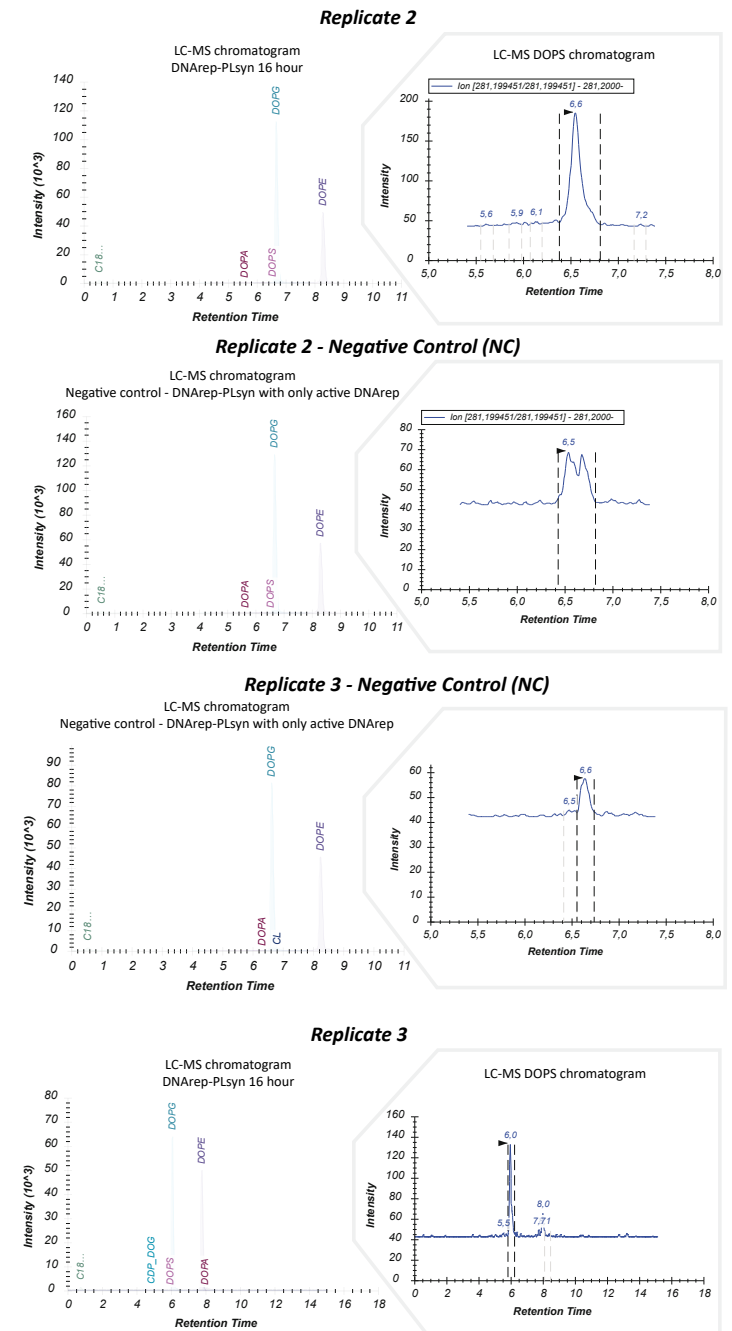 Replicate 2
LC-MS chromatogram
DNArep-PLsyn 16 hour
Intensity (10^3)
140
120
100
80
60
40
20
0
C18...
DOPA
DOPS
DOPG
DOPE
0 1 2 3 4 5 6 7 8 9 10 11
Retention Time
LC-MS DOPS chromatogram
Ion [281,199451/281,199451] - 281,2000-
Intensity
200
150
100
50
0
5,6
5,9
6,1
6,6
7,2
5,0 5,5 6,0 6,5 7,0 7,5 8,0
Retention Time
Replicate 2 - Negative Control (NC)
LC-MS chromatogram
Negative control - DNArep-PLsyn with only active DNArep
Intensity (10^3)
160
140
120
100
80
60
40
20
0
C18...
DOPA
DOPS
DOPG
DOPE
0 1 2 3 4 5 6 7 8 9 10 11
Retention Time
Ion [281,199451/281,199451] - 281,2000-
Intensity
80
70
60
50
40
30
20
10
0
6,5
5,0 5,5 6,0 6,5 7,0 7,5 8,0
Retention Time
Replicate 3 - Negative Control (NC)
LC-MS chromatogram
Negative control - DNArep-PLsyn with only active DNArep
Intensity (10^3)
90
80
70
60
50
40
30
20
10
0
C18...
DOPA
CL
DOPG
DOPE
0 1 2 3 4 5 6 7 8 9 10 11
Retention Time
Intensity
60
50
40
30
20
10
0
6,5
6,6
5,0 5,5 6,0 6,5 7,0 7,5 8,0
Retention Time
Replicate 3
LC-MS chromatogram
DNArep-PLsyn 16 hour
Intensity (10^3)
80
70
60
50
40
30
20
10
0
C18...
CDP_DOG
DOPS
DOPG
DOPE
DOPA
0 2 4 6 8 10 12 14 16 18
Retention Time
LC-MS DOPS chromatogram
Intensity
160
140
120
100
80
60
40
20
0
5,5
6,0
7,71
8,0
0 2 4 6 8 10 12 14 16 18
Retention Time